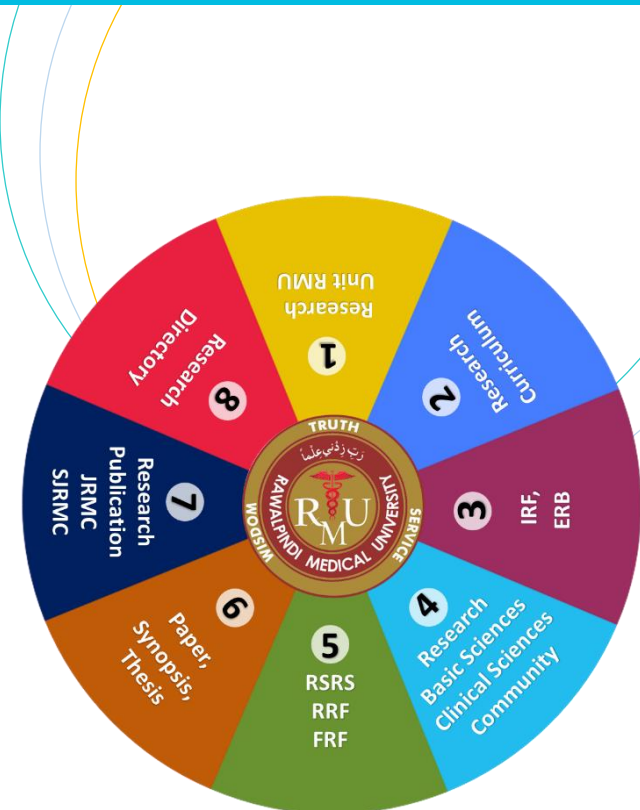 1
Research
Unit RMU
2
Research
Curriculum
3
IRF,
ERB
4
Research
Basic Sciences
Clinical Sciences
Community
5
RSRS
RRF
FRF
6
Paper,
Synopsis,
Thesis
7
Research
Publication
JRMC
SJRMC
8
Research
Directory
TRUTH
WISDOM
SERVICE
رَبِّ زِدْنِي عِلْماً
RAWALPINDI MEDICAL UNIVERSITY
RMU